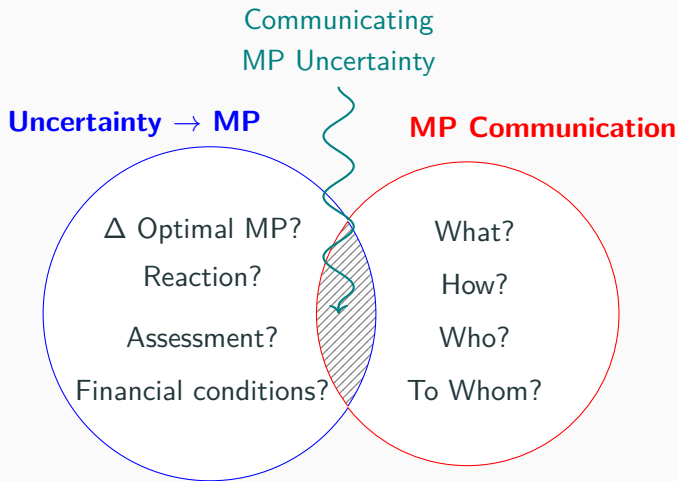 Communicating
MP Uncertainty
Uncertainty → MP
MP Communication
Δ Optimal MP?
Reaction?
Assessment?
Financial conditions?
What?
How?
Who?
To Whom?